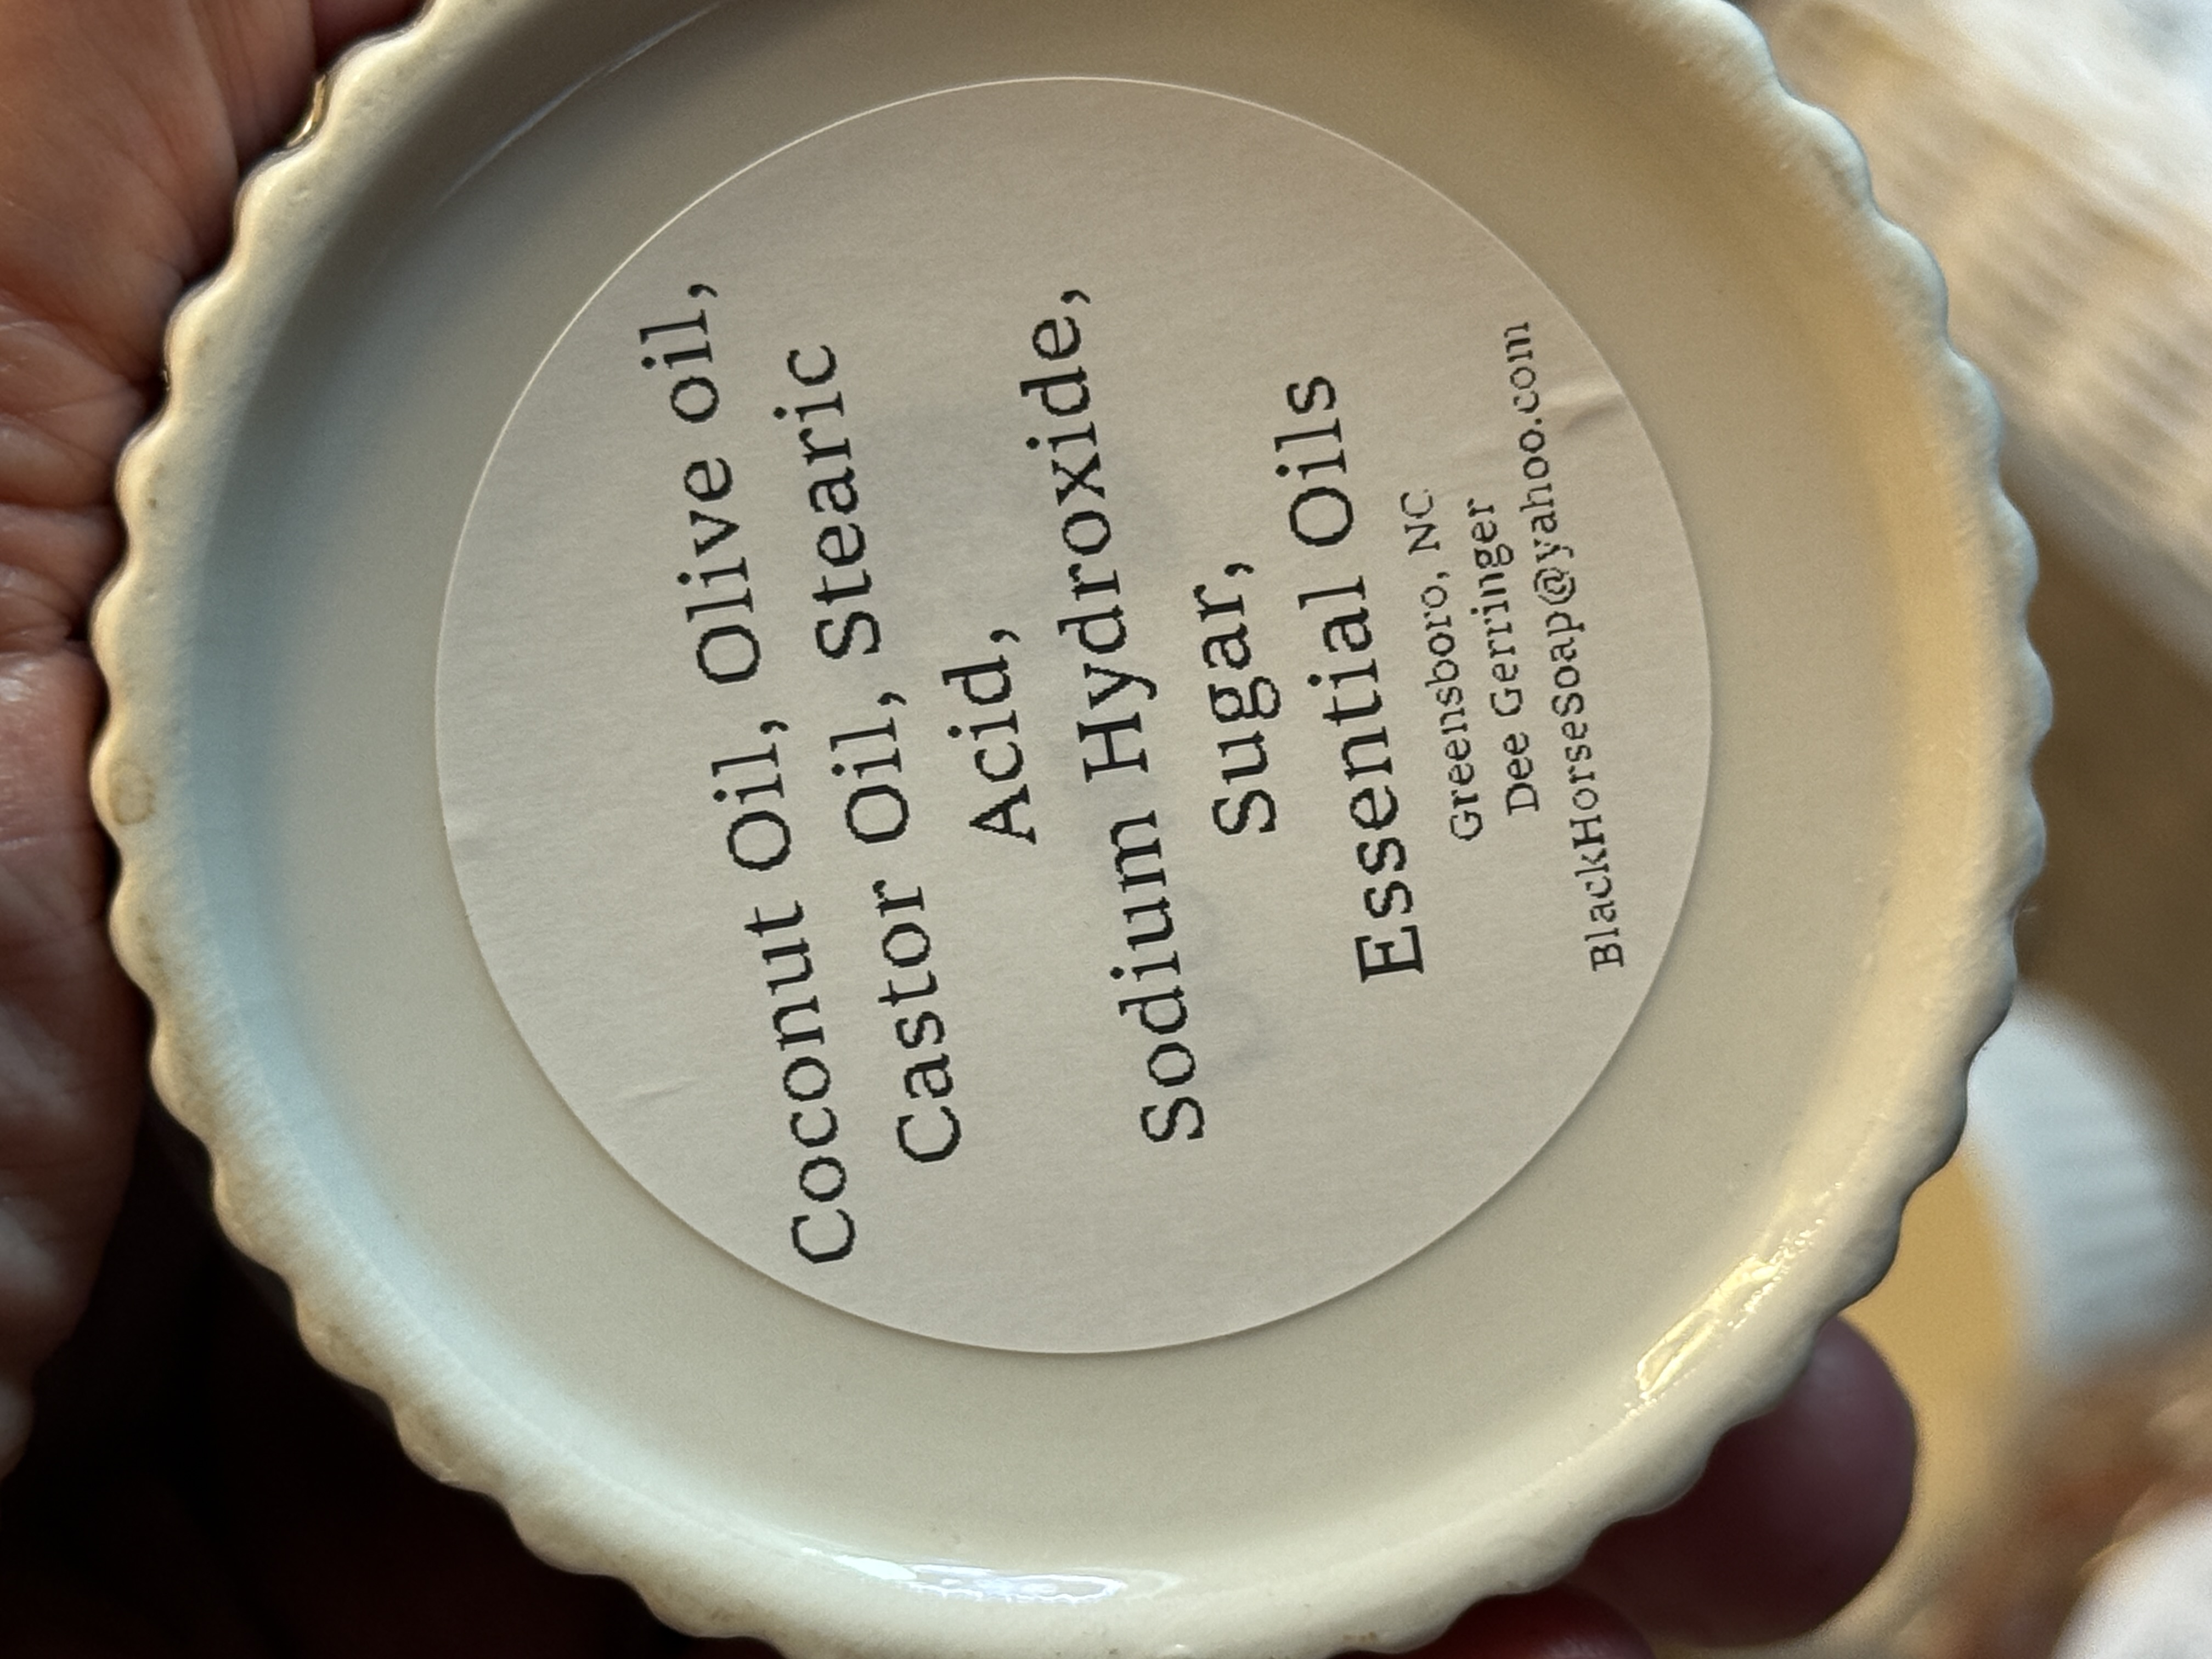 Coconut Oil, Olive oil,
Castor Oil, Stearic
Acid,
Sodium Hydroxide,
Sugar,
Essential Oils
Greensboro, NC
Dee Gerringer
BlackHorseSoap@yahoo.com